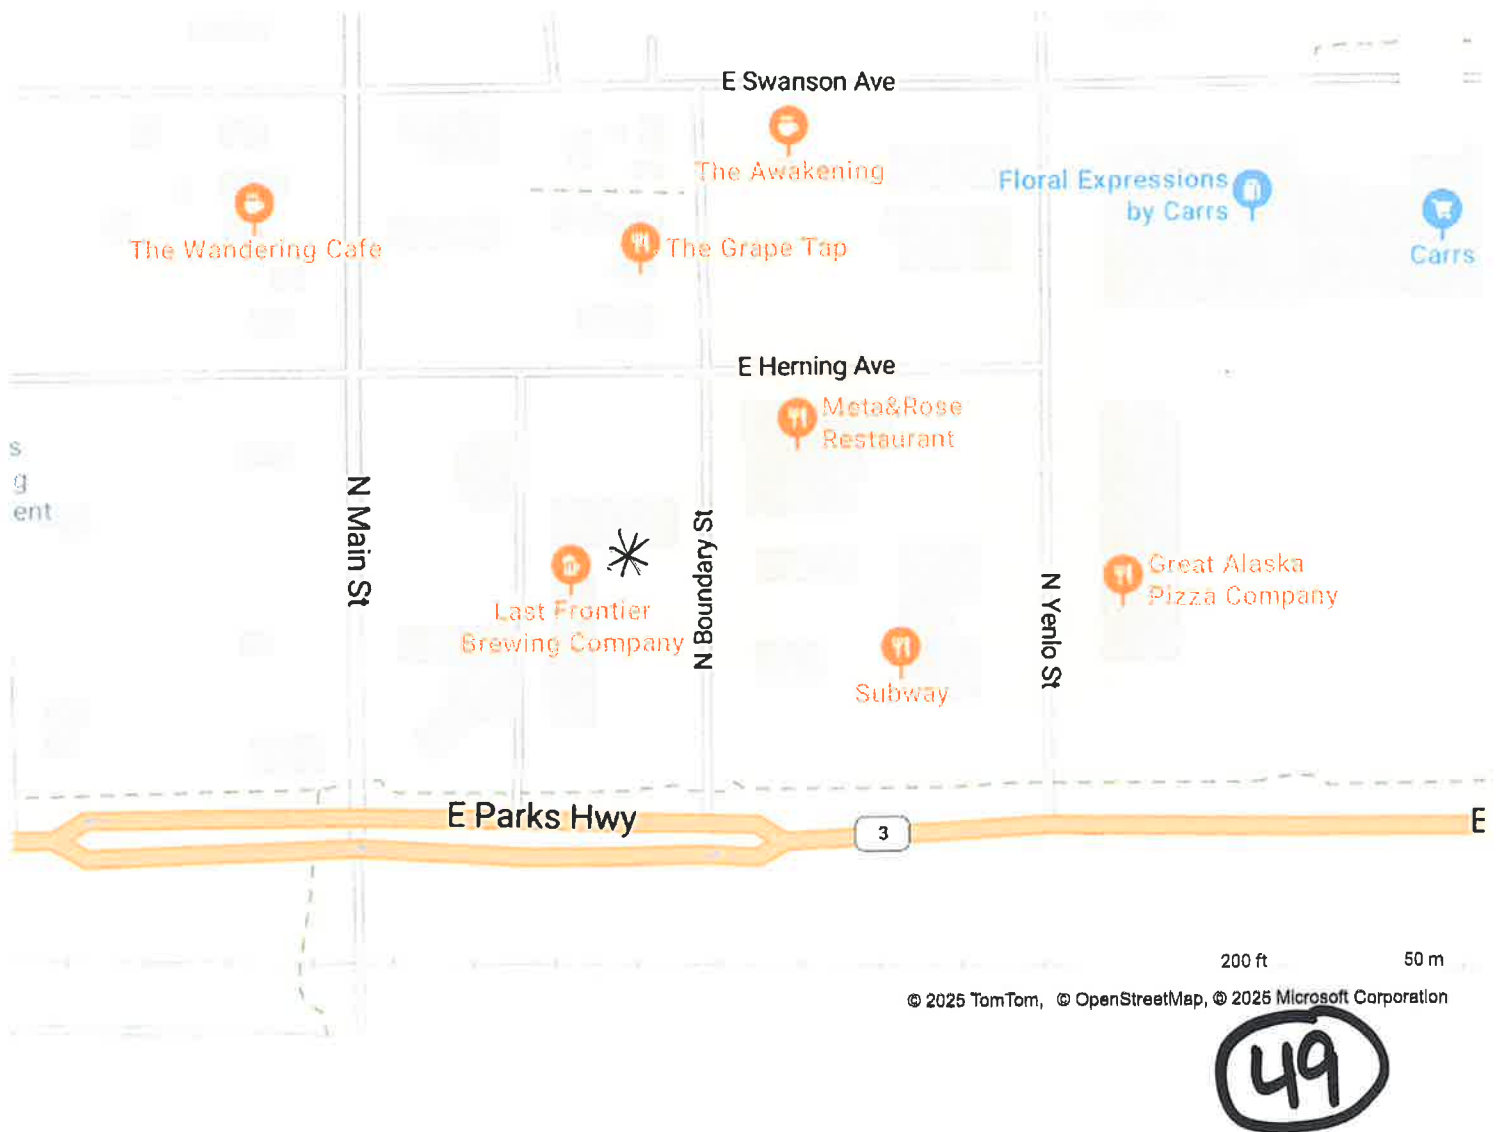 E Swanson Ave
The Awakening
Floral Expressions
by Carrs
Carrs
The Wandering Cafe
The Grape Tap
E Herning Ave
Meta&Rose
Restaurant
s
g
ent
N Main St
N Boundary St
N Yenlo St
Last Frontier
Brewing Company
Great Alaska
Pizza Company
Subway
E Parks Hwy
3
E
200 ft
50 m
© 2025 TomTom, © OpenStreetMap, © 2025 Microsoft Corporation
49